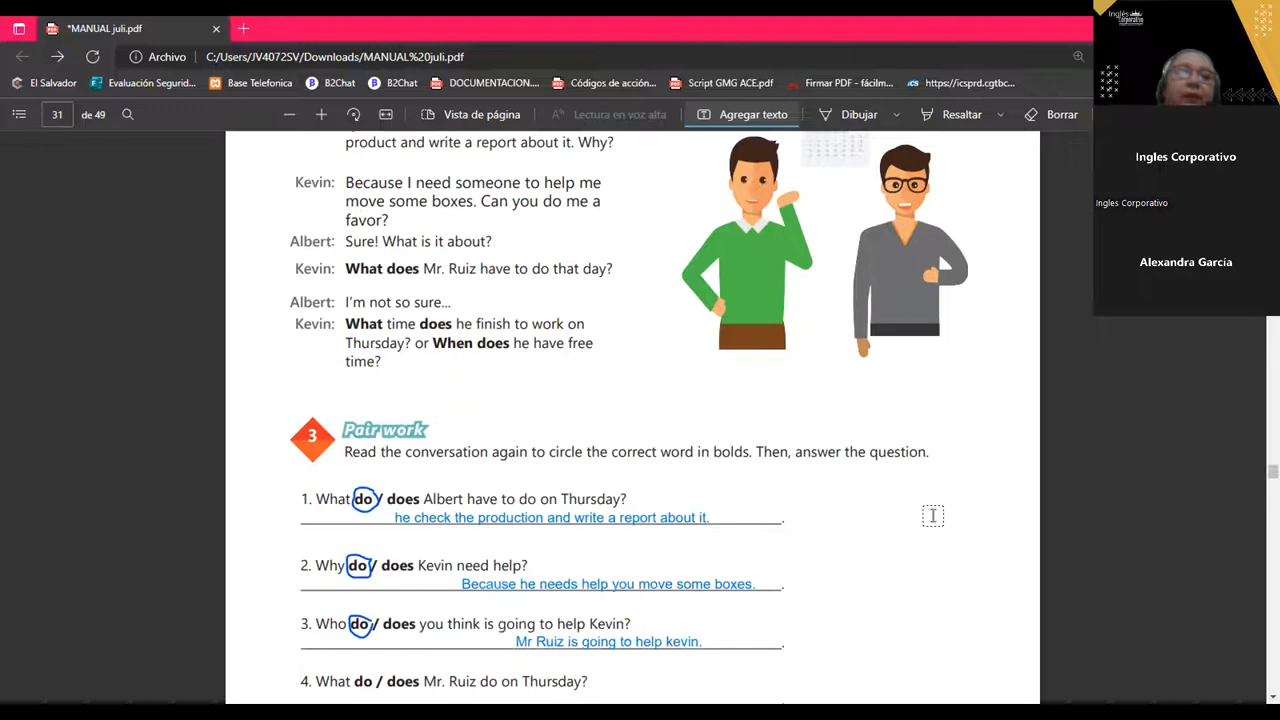 *MANUAL juli.pdf
Archivo
C:/Users/JV4072SV/Downloads/MANUAL%20juli.pdf
El Salvador
Evaluación Segurid...
Base Telefonica
B2Chat
B2Chat
DOCUMENTACION....
Códigos de acción...
Script GMG ACE.pdf
Firmar PDF - fácilm...
https://icsprd.cgtbc...
31
de 49
Vista de página
Lectura en voz alta
Agregar texto
Dibujar
Resaltar
Borrar
product and write a report about it. Why?
Kevin: Because I need someone to help me
move some boxes. Can you do me a
favor?
Albert: Sure! What is it about?
Kevin: What does Mr. Ruiz have to do that day?
Albert: I'm not so sure...
Kevin: What time does he finish to work on
Thursday? or When does he have free
time?
3
Pair work
Read the conversation again to circle the correct word in bolds. Then, answer the question.
1. What do / does Albert have to do on Thursday?
he check the production and write a report about it. .
2. Why do / does Kevin need help?
Because he needs help you move some boxes. .
3. Who do / does you think is going to help Kevin?
Mr Ruiz is going to help kevin. .
4. What do / does Mr. Ruiz do on Thursday?
Inglés
Corporativo
Ingles Corporativo
Ingles Corporativo
Alexandra García